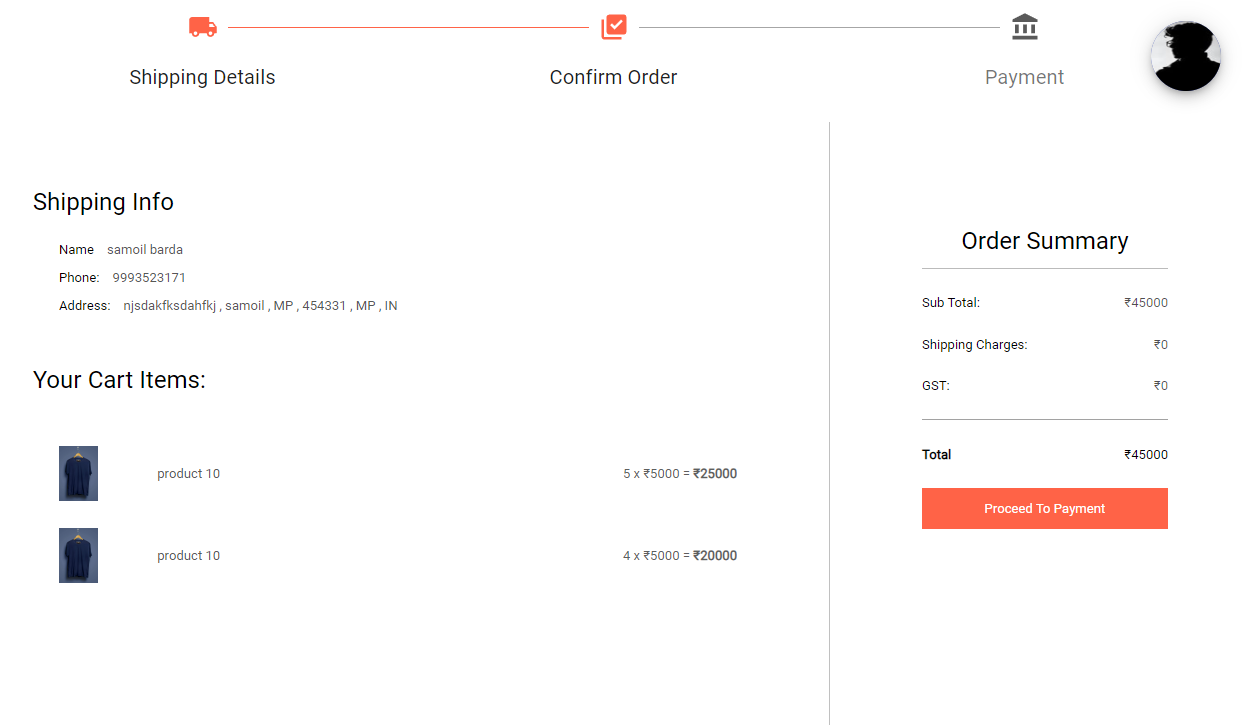 Shipping Details
Confirm Order
Payment
Shipping Info
Name samoil barda
Phone: 9993523171
Address: njsdakfksdahfkj , samoil , MP , 454331 , MP , IN
Your Cart Items:
product 10 5 x ₹5000 = ₹25000
product 10 4 x ₹5000 = ₹20000
Order Summary
Sub Total: ₹45000
Shipping Charges: ₹0
GST: ₹0
Total ₹45000
Proceed To Payment